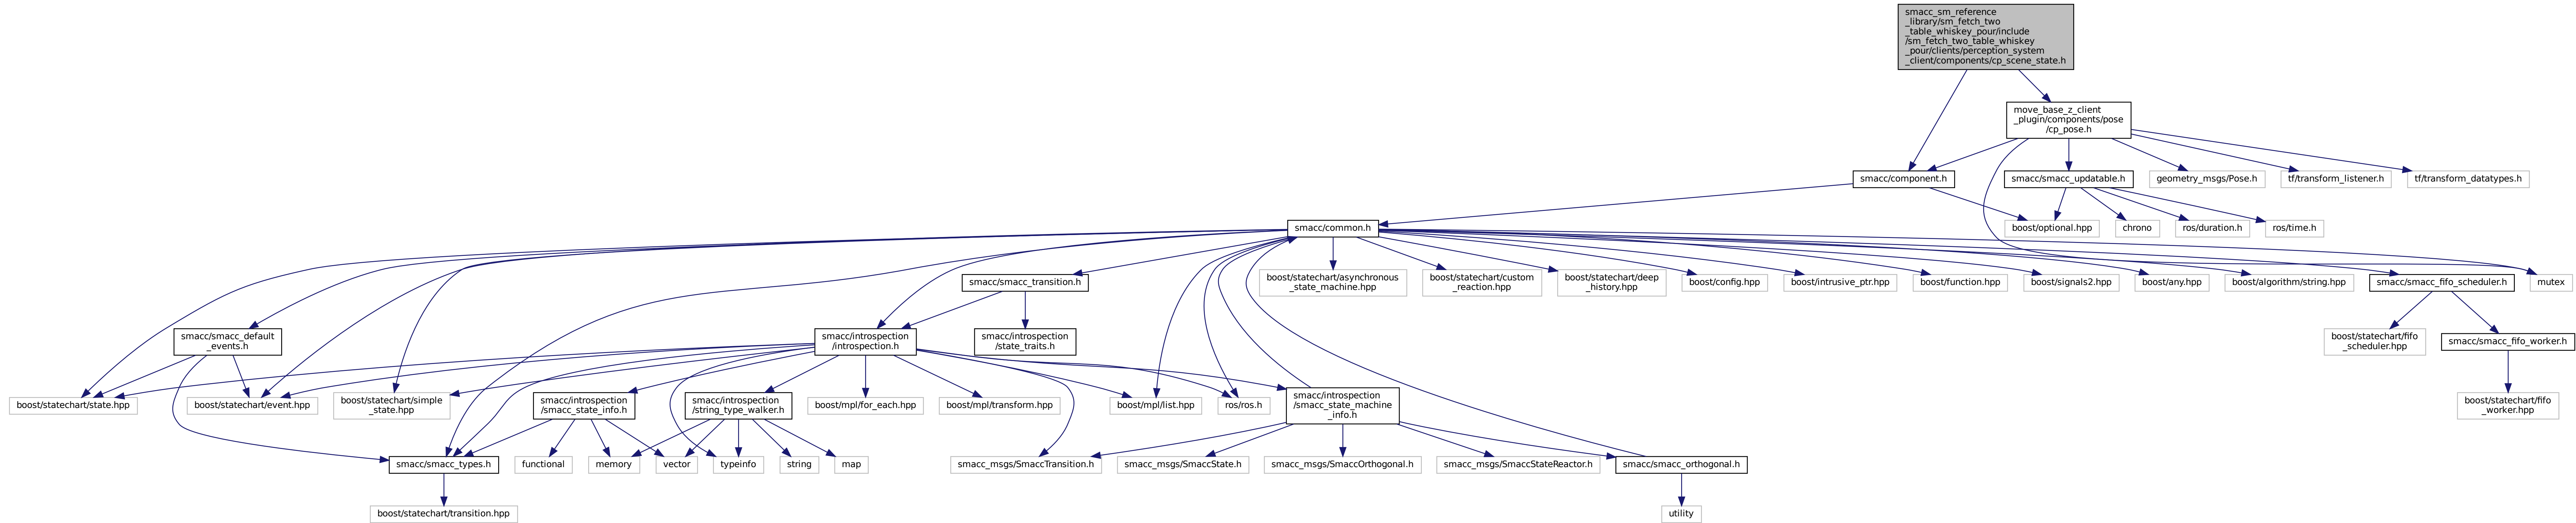 smacc_sm_reference
_library/sm_fetch_two
_table_whiskey_pour/include
/sm_fetch_two_table_whiskey
_pour/clients/perception_system
_client/components/cp_scene_state.h
move_base_z_client
_plugin/components/pose
/cp_pose.h
smacc/component.h
smacc/smacc_updatable.h
geometry_msgs/Pose.h
tf/transform_listener.h
tf/transform_datatypes.h
smacc/common.h
boost/optional.hpp
chrono
ros/duration.h
ros/time.h
smacc/smacc_transition.h
boost/statechart/asynchronous
_state_machine.hpp
boost/statechart/custom
_reaction.hpp
boost/statechart/deep
_history.hpp
boost/config.hpp
boost/intrusive_ptr.hpp
boost/function.hpp
boost/signals2.hpp
boost/any.hpp
boost/algorithm/string.hpp
smacc/smacc_fifo_scheduler.h
mutex
smacc/smacc_default
_events.h
smacc/introspection
/introspection.h
smacc/introspection
/state_traits.h
boost/statechart/fifo
_scheduler.hpp
smacc/smacc_fifo_worker.h
boost/statechart/state.hpp
boost/statechart/event.hpp
boost/statechart/simple
_state.hpp
smacc/introspection
/smacc_state_info.h
smacc/introspection
/string_type_walker.h
boost/mpl/for_each.hpp
boost/mpl/transform.hpp
boost/mpl/list.hpp
ros/ros.h
smacc/introspection
/smacc_state_machine
_info.h
boost/statechart/fifo
_worker.hpp
smacc/smacc_types.h
functional
memory
vector
typeinfo
string
map
smacc_msgs/SmaccTransition.h
smacc_msgs/SmaccState.h
smacc_msgs/SmaccOrthogonal.h
smacc_msgs/SmaccStateReactor.h
smacc/smacc_orthogonal.h
boost/statechart/transition.hpp
utility